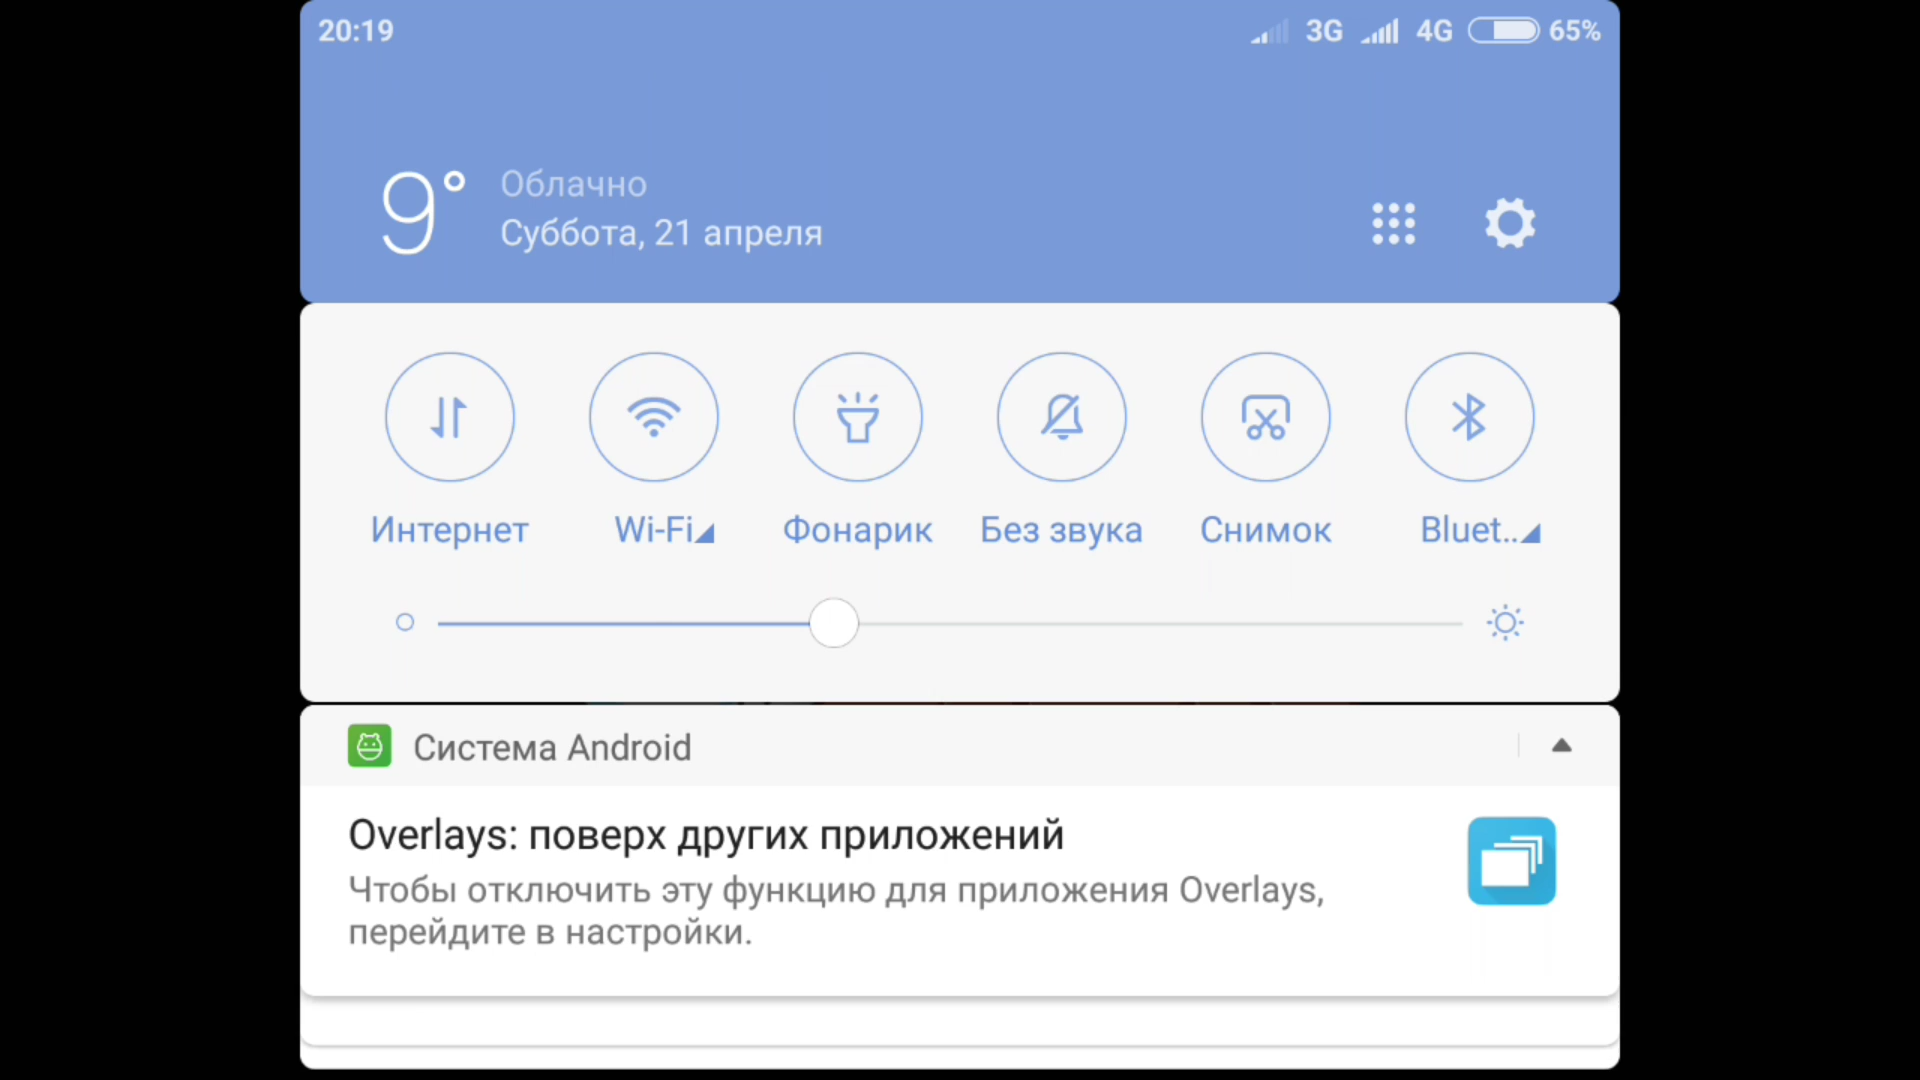 20:19
3G 4G 65%
9°
Облачно
Суббота, 21 апреля
Интернет
Wi-Fi
Фонарик
Без звука
Снимок
Bluet..
Система Android
Overlays: поверх других приложений
Чтобы отключить эту функцию для приложения Overlays,
перейдите в настройки.